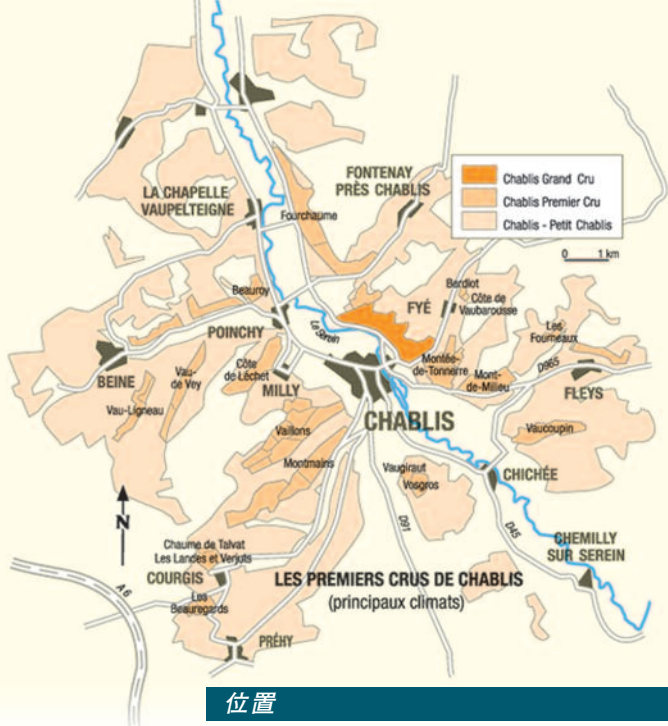 FONTENAY
PRÈS CHABLIS
Chablis Grand Cru
Chablis Premier Cru
Chablis - Petit Chablis
0 1 km
LA CHAPELLE
VAUPELTEIGNE
Fourchaume
Beauroy
POINCHY
Le Serein
FYÉ
Berdiot
Côte de
Vaubarousse
Les
Fourneaux
BEINE
Vau-
de Vey
Côte
de Léchet
MILLY
Montée-
de-Tonnerre
Mont-
de-Milieu
D965
FLEYS
Vau-Ligneau
CHABLIS
Vaillons
Montmains
Vaucoupin
Vaugiraut
Vosgros
CHICHÉE
N
D91
D45
CHEMILLY
SUR SEREIN
Chaume de Talvat
Les Landes et Verjuts
COURGIS
Les
Beauregards
A6
PRÉHY
LES PREMIERS CRUS DE CHABLIS
(principaux climats)
位置